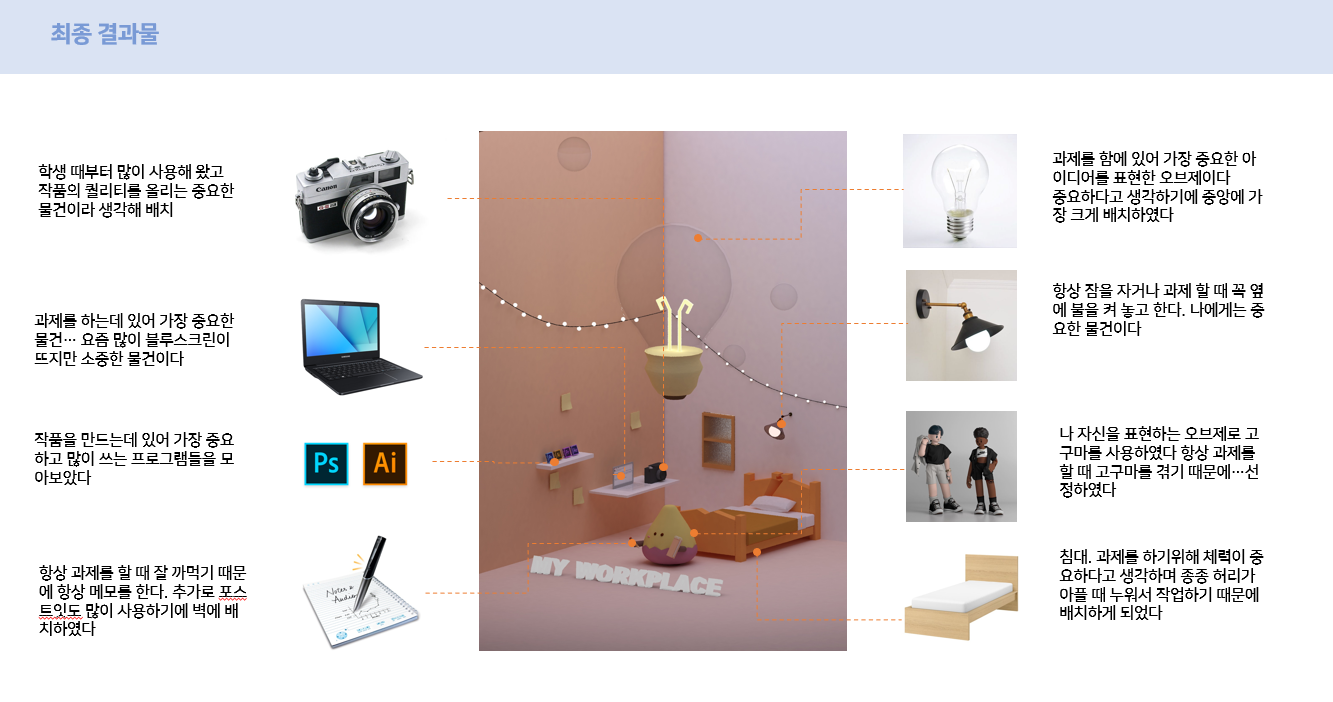 최종 결과물
학생 때부터 많이 사용해 왔고
작품의 퀄리티를 올리는 중요한
물건이라 생각해 배치
Canon
과제를 하는데 있어 가장 중요한
물건… 요즘 많이 블루스크린이
뜨지만 소중한 물건이다
작품을 만드는데 있어 가장 중요
하고 많이 쓰는 프로그램들을 모
아보았다
Ps
Ai
항상 과제를 할 때 잘 까먹기 때문
에 항상 메모를 한다. 추가로 포스
트잇도 많이 사용하기에 벽에 배
치하였다
Notes &
Audio
MY WORKPLACE
과제를 함에 있어 가장 중요한 아
이디어를 표현한 오브제이다
중요하다고 생각하기에 중앙에 가
장 크게 배치하였다
항상 잠을 자거나 과제 할 때 꼭 옆
에 불을 켜 놓고 한다. 나에게는 중
요한 물건이다
나 자신을 표현하는 오브제로 고
구마를 사용하였다 항상 과제를
할 때 고구마를 겪기 때문에…선
정하였다
침대. 과제를 하기위해 체력이 중
요하다고 생각하며 종종 허리가
아플 때 누워서 작업하기 때문에
배치하게 되었다